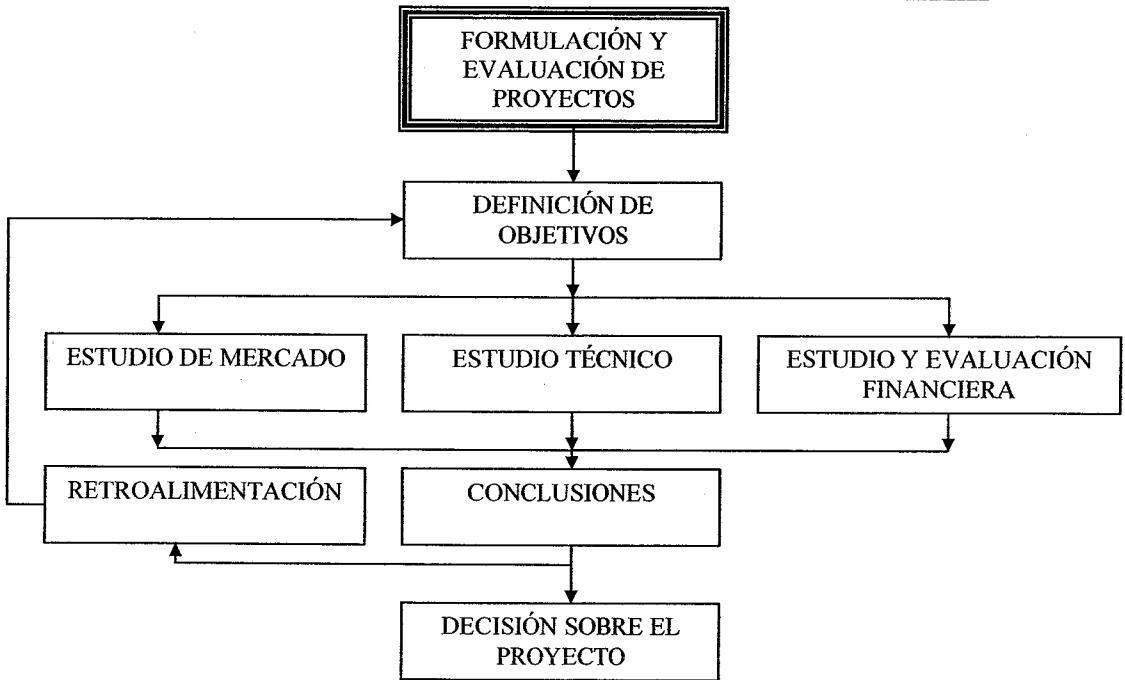 FORMULACIÓN Y
EVALUACIÓN DE
PROYECTOS
DEFINICIÓN DE
OBJETIVOS
ESTUDIO DE MERCADO
ESTUDIO TÉCNICO
ESTUDIO Y EVALUACIÓN
FINANCIERA
RETROALIMENTACIÓN
CONCLUSIONES
DECISIÓN SOBRE EL
PROYECTO